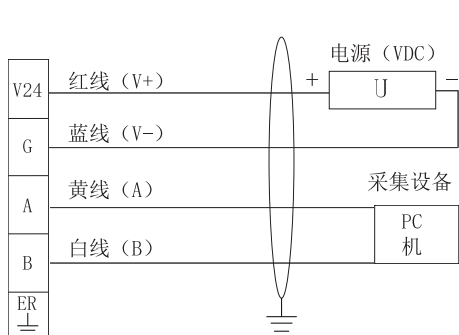 电源（VDC）
V24 红线（V+） + U −
G 蓝线（V−）
采集设备
A 黄线（A）
PC
机
B 白线（B）
ER